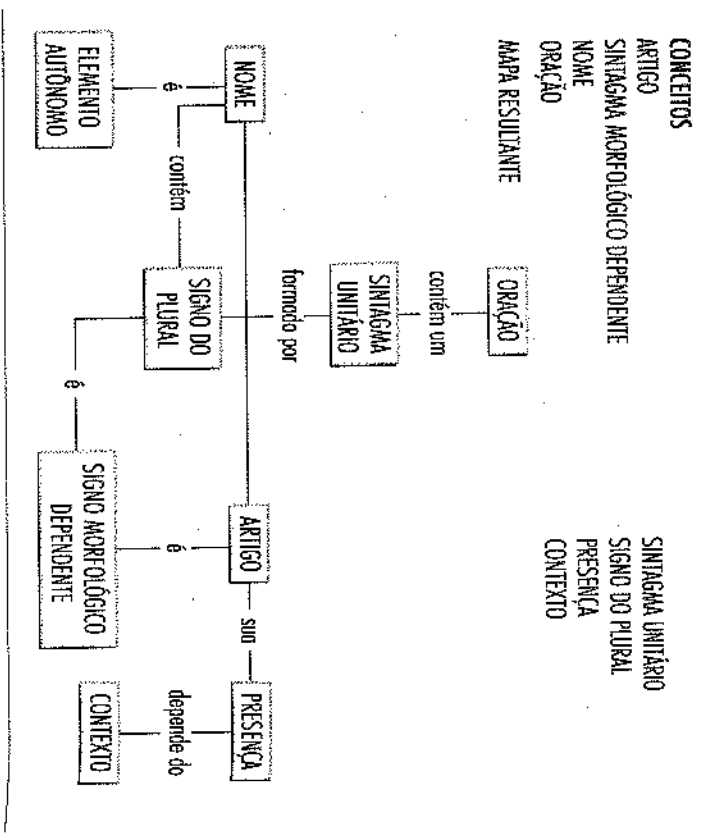 CONCEITOS
ARTIGO
SINTAGMA MORFOLÓGICO DEPENDENTE
NOME
ORAÇÃO
SINTAGMA UNITÁRIO
SIGNO DO PLURAL
PRESENÇA
CONTEXTO
MAPA RESULTANTE
ORAÇÃO
contém um
SINTAGMA
UNITÁRIO
formado por
NOME
ARTIGO
sua
PRESENÇA
é
contém
SIGNO DO
PLURAL
é
depende do
ELEMENTO
AUTÔNOMO
é
SIGNO MORFOLÓGICO
DEPENDENTE
CONTEXTO